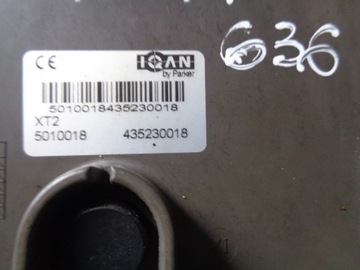 CE IQAN
by Parker
636
5010018435230018
XT2
5010018 435230018